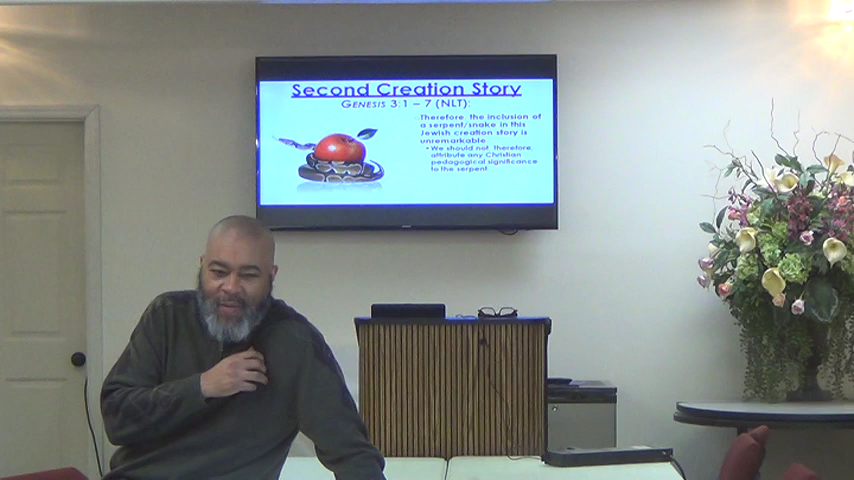 Second Creation Story
Genesis 3:1 – 7 (NLT):
Therefore, the inclusion of
a serpent/snake in this
Jewish creation story is
unremarkable
• We should not, Therefore,
attribute any Christian
pedagogical significance
to the serpent